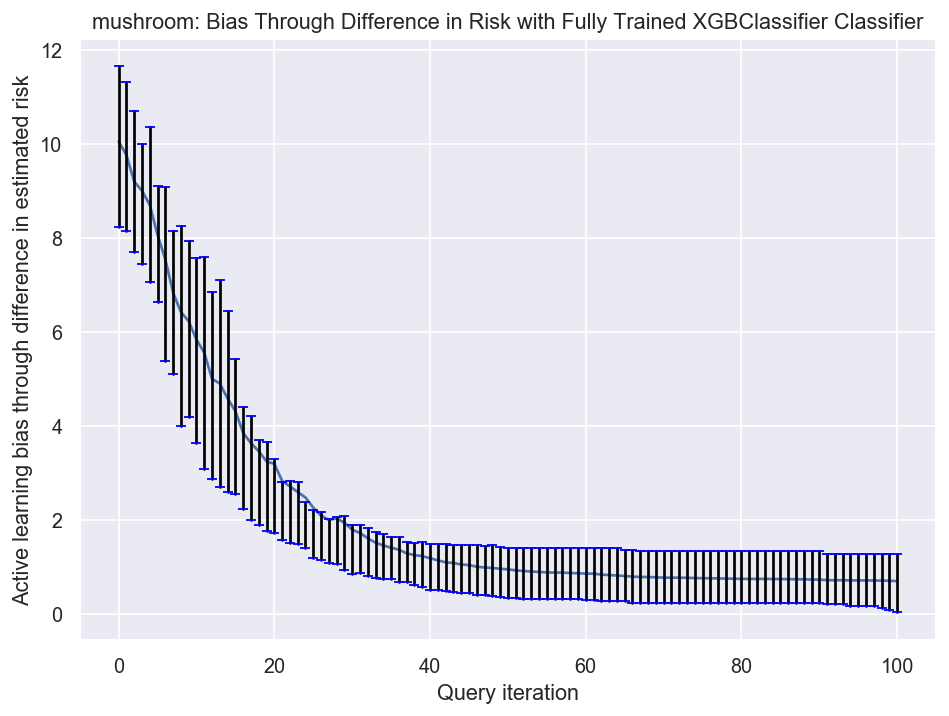 mushroom: Bias Through Difference in Risk with Fully Trained XGBClassifier Classifier
Active learning bias through difference in estimated risk
12
10
8
6
4
2
0
0 20 40 60 80 100
Query iteration